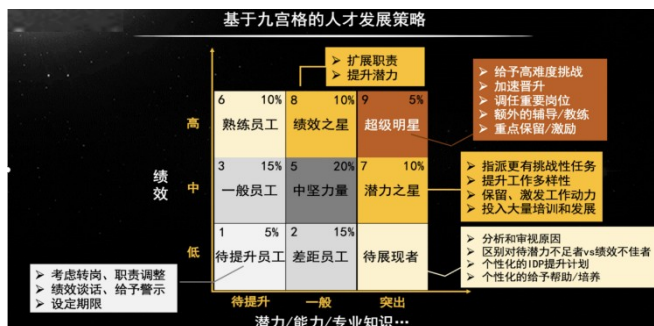 基于九宫格的人才发展策略
➢ 扩展职责
➢ 提升潜力
➢ 给予高难度挑战
➢ 加速晋升
➢ 调任重要岗位
➢ 额外的辅导/教练
➢ 重点保留/激励
绩效
高
6 10%
熟练员工
8 10%
绩效之星
9 5%
超级明星
中
3 15%
一般员工
5 20%
中坚力量
7 10%
潜力之星
➢ 指派更有挑战性任务
➢ 提升工作多样性
➢ 保留、激发工作动力
➢ 投入大量培训和发展
低
1 5%
待提升员工
2 15%
差距员工
待展现者
➢ 分析和审视原因
➢ 区别对待潜力不足者vs绩效不佳者
➢ 个性化的IDP提升计划
➢ 个性化的给予帮助/培养
➢ 考虑转岗、职责调整
➢ 绩效谈话、给予警示
➢ 设定期限
待提升
一般
突出
潜力/能力/专业知识…